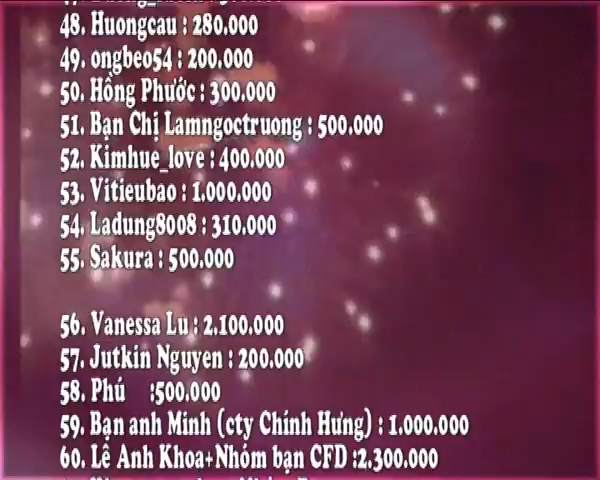 48. Huongcau : 280.000
49. ongbeo54 : 200.000
50. Hồng Phước : 300.000
51. Bạn Chị Lamngoctruong : 500.000
52. Kimhue_love : 400.000
53. Vitieubao : 1.000.000
54. Ladung8008 : 310.000
55. Sakura : 500.000
56. Vanessa Lu : 2.100.000
57. Jutkin Nguyen : 200.000
58. Phú :500.000
59. Bạn anh Minh (cty Chính Hưng) : 1.000.000
60. Lê Anh Khoa+Nhóm bạn CFD :2.300.000